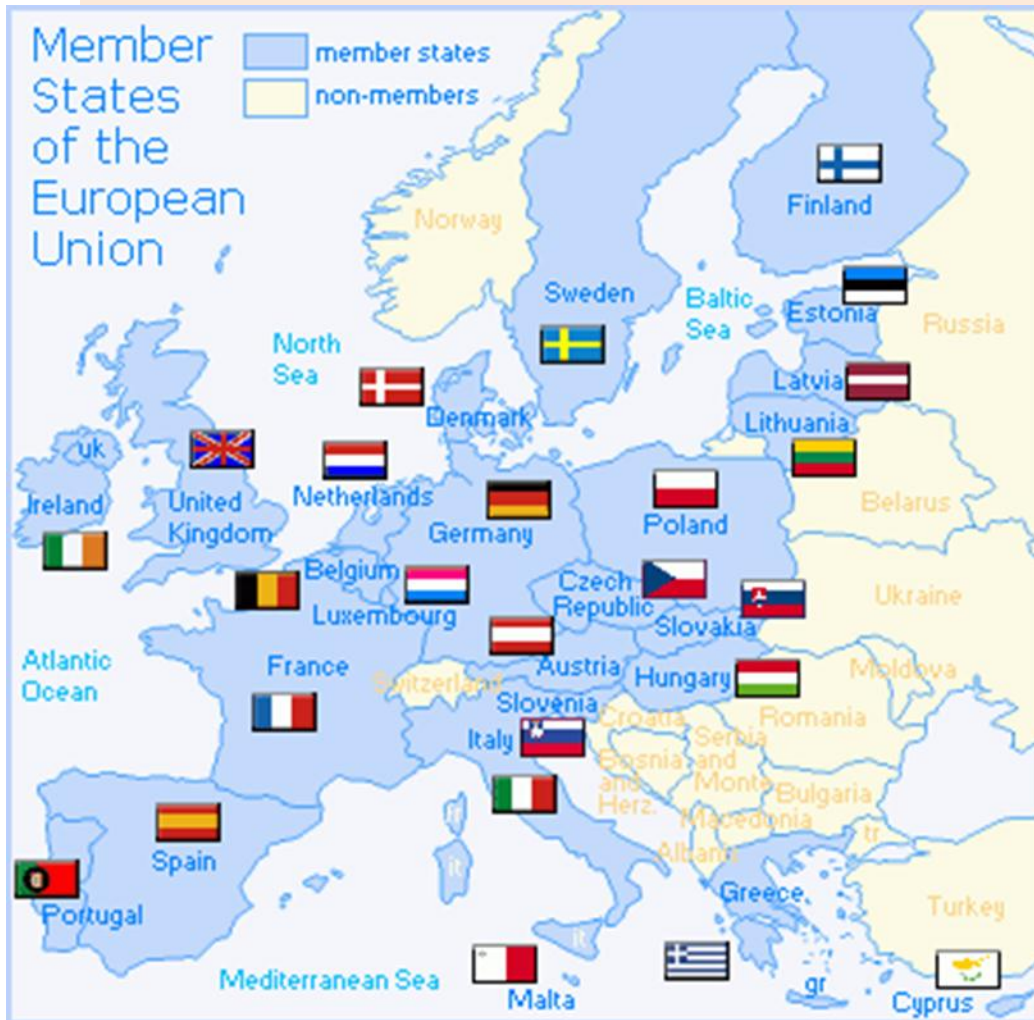 Member
States
of the
European
Union
member states
non-members
Norway
Finland
Sweden
Baltic
Sea
Estonia
Russia
North
Sea
Latvia
Denmark
Lithuania
uk
Ireland
United
Kingdom
Netherlands
Germany
Poland
Belarus
Belgium
Luxembourg
Czech
Republic
Slovakia
Ukraine
Atlantic
Ocean
France
Switzerland
Austria
Hungary
Moldova
Slovenia
Italy
Croatia
Romania
Bosnia
and
Herz.
Serbia
and
Monte
Bulgaria
Macedonia
tr
Albania
Spain
Portugal
it
it
Greece
Turkey
Mediterranean Sea
Malta
gr
Cyprus